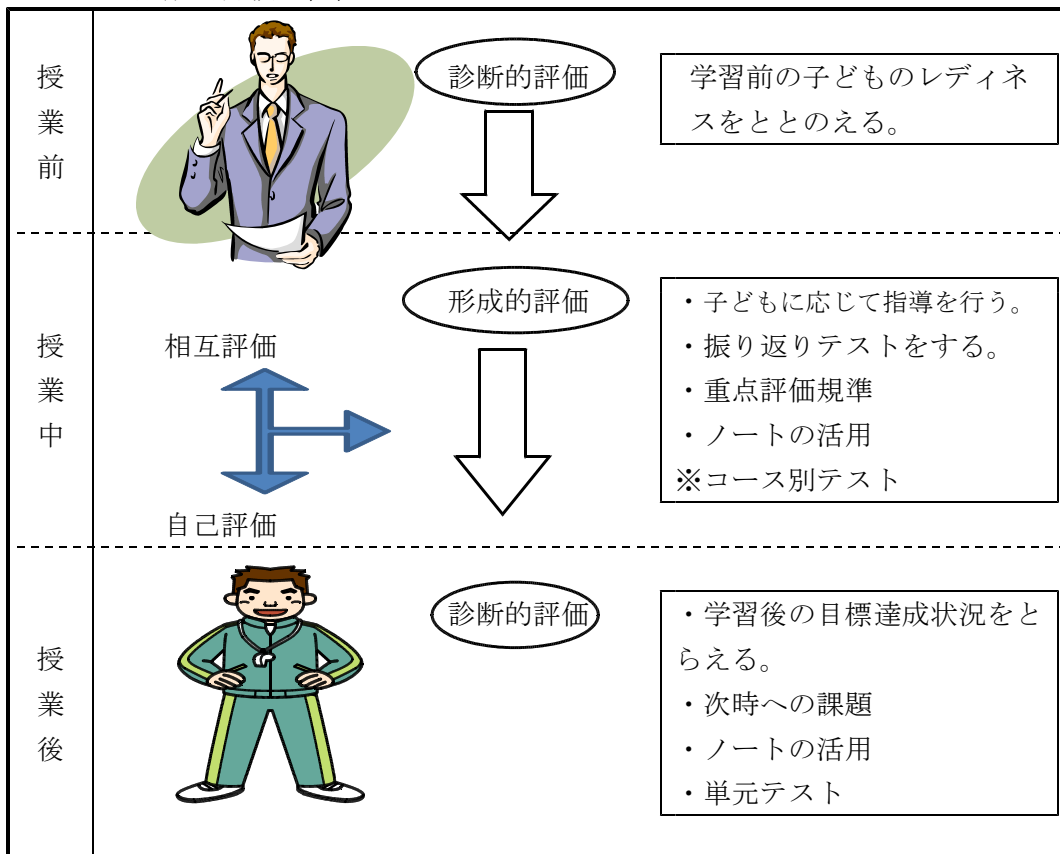 授業前
診断的評価
学習前の子どものレディネ
スをととのえる。
授業中
相互評価
自己評価
形成的評価
・子どもに応じて指導を行う。
・振り返りテストをする。
・重点評価規準
・ノートの活用
※コース別テスト
授業後
診断的評価
・学習後の目標達成状況をと
らえる。
・次時への課題
・ノートの活用
・単元テスト